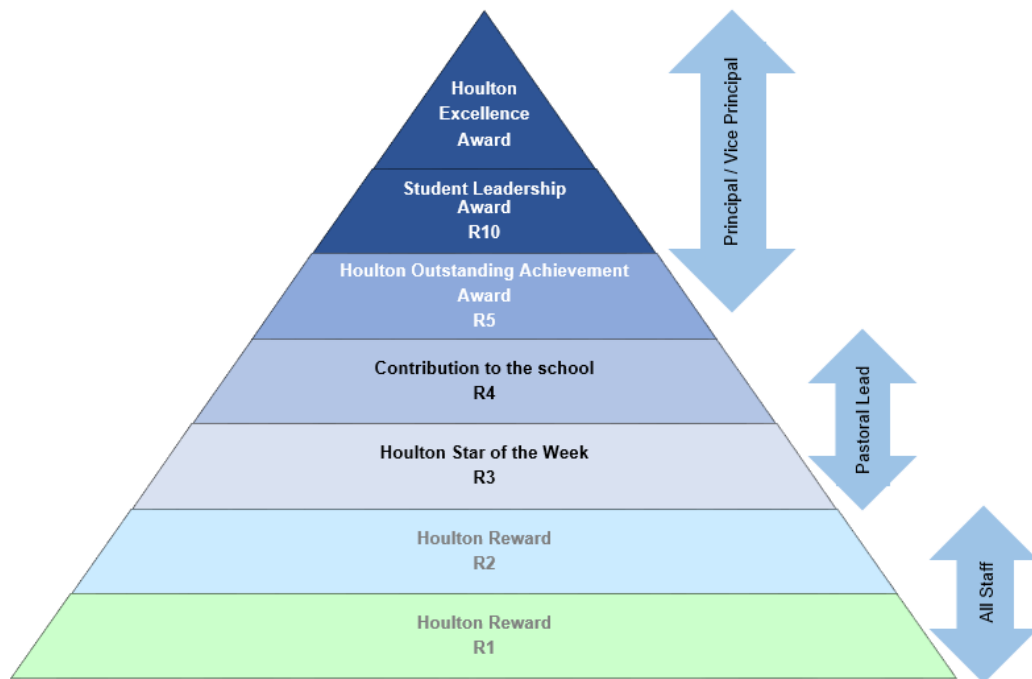 Houlton
Excellence
Award
Student Leadership
Award
R10
Houlton Outstanding Achievement
Award
R5
Contribution to the school
R4
Houlton Star of the Week
R3
Houlton Reward
R2
Houlton Reward
R1
Principal / Vice Principal
Pastoral Lead
All Staff